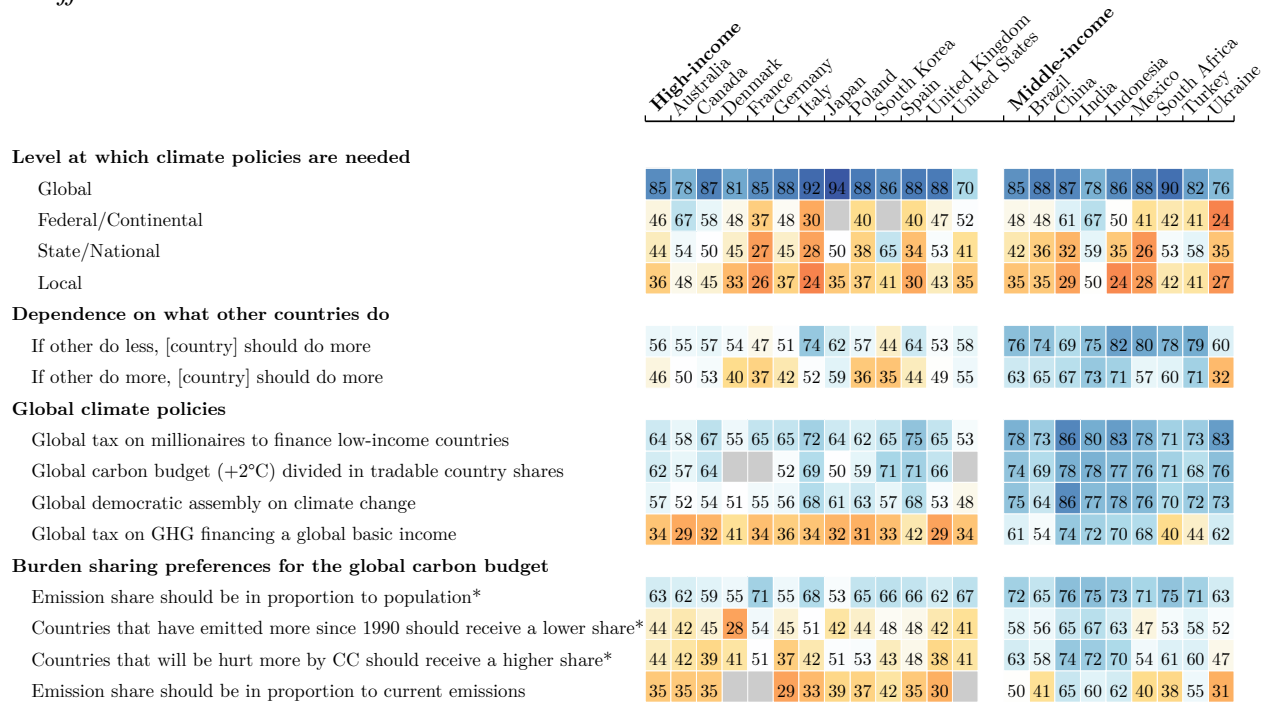 High-income Australia Canada Denmark France Germany Italy Japan Poland South Korea Spain United Kingdom United States Middle-income Brazil China India Indonesia Mexico South Africa Turkey Ukraine
Level at which climate policies are needed
Global 85 78 87 81 85 88 92 94 88 86 88 88 70 85 88 87 78 86 88 90 82 76
Federal/Continental 46 67 58 48 37 48 30 40 40 47 52 48 48 61 67 50 41 42 41 24
State/National 44 54 50 45 27 45 28 50 38 65 34 53 41 42 36 32 59 35 26 53 58 35
Local 36 48 45 33 26 37 24 35 37 41 30 43 35 35 35 29 50 24 28 42 41 27
Dependence on what other countries do
If other do less, [country] should do more 56 55 57 54 47 51 74 62 57 44 64 53 58 76 74 69 75 82 80 78 79 60
If other do more, [country] should do more 46 50 53 40 37 42 52 59 36 35 44 49 55 63 65 67 73 71 57 60 71 32
Global climate policies
Global tax on millionaires to finance low-income countries 64 58 67 55 65 65 72 64 62 65 75 65 53 78 73 86 80 83 78 71 73 83
Global carbon budget (+2°C) divided in tradable country shares 62 57 64 52 69 50 59 71 71 66 74 69 78 78 77 76 71 68 76
Global democratic assembly on climate change 57 52 54 51 55 56 68 61 63 57 68 53 48 75 64 86 77 78 76 70 72 73
Global tax on GHG financing a global basic income 34 29 32 41 34 36 34 32 31 33 42 29 34 61 54 74 72 70 68 40 44 62
Burden sharing preferences for the global carbon budget
Emission share should be in proportion to population* 63 62 59 55 71 55 68 53 65 66 66 62 67 72 65 76 75 73 71 75 71 63
Countries that have emitted more since 1990 should receive a lower share* 44 42 45 28 54 45 51 42 44 48 48 42 41 58 56 65 67 63 47 53 58 52
Countries that will be hurt more by CC should receive a higher share* 44 42 39 41 51 37 42 51 53 43 48 38 41 63 58 74 72 70 54 61 60 47
Emission share should be in proportion to current emissions 35 35 35 29 33 39 37 42 35 30 50 41 65 60 62 40 38 55 31